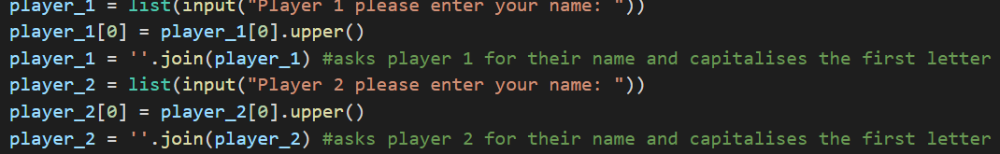 player_1 = list(input("Player 1 please enter your name: "))
player_1[0] = player_1[0].upper()
player_1 = ''.join(player_1) #asks player 1 for their name and capitalises the first letter
player_2 = list(input("Player 2 please enter your name: "))
player_2[0] = player_2[0].upper()
player_2 = ''.join(player_2) #asks player 2 for their name and capitalises the first letter